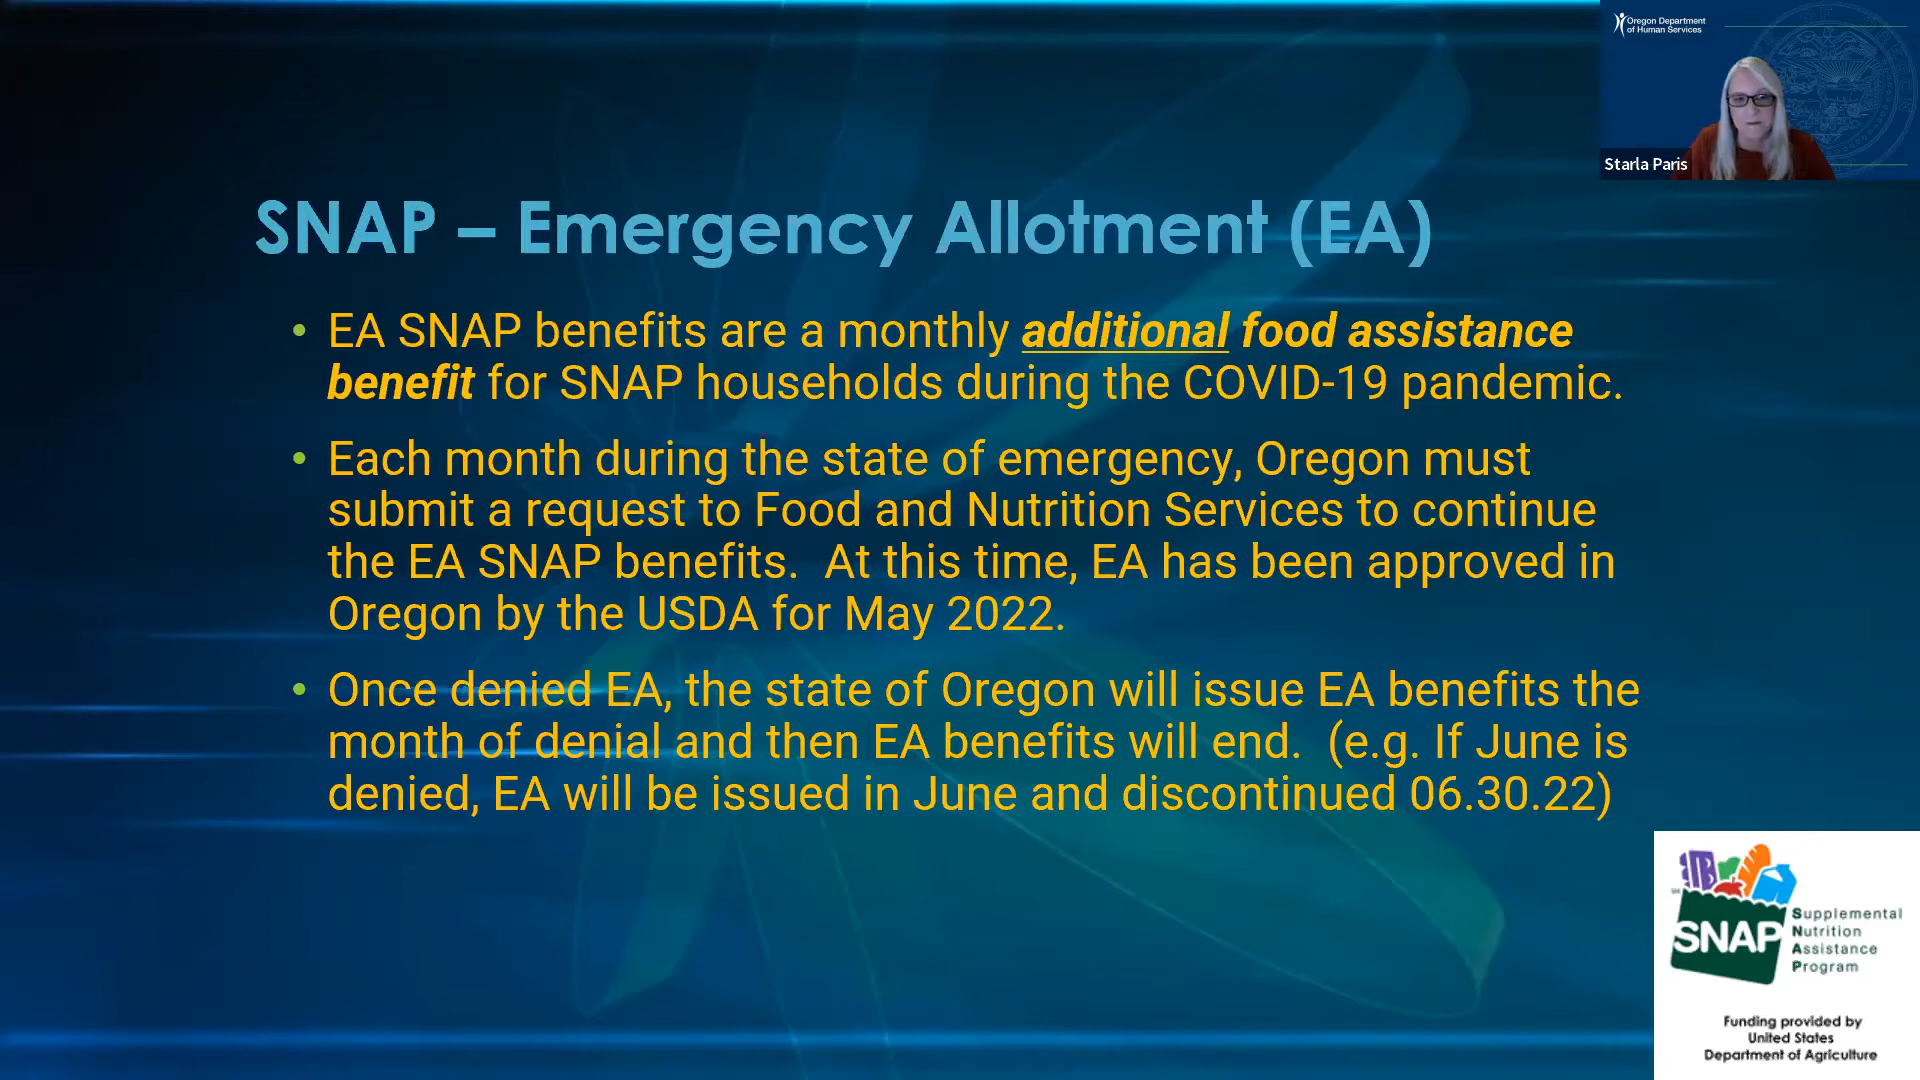 Oregon Department
of Human Services
Starla Paris
SNAP – Emergency Allotment (EA)
• EA SNAP benefits are a monthly additional food assistance
benefit for SNAP households during the COVID-19 pandemic.
• Each month during the state of emergency, Oregon must
submit a request to Food and Nutrition Services to continue
the EA SNAP benefits.  At this time, EA has been approved in
Oregon by the USDA for May 2022.
• Once denied EA, the state of Oregon will issue EA benefits the
month of denial and then EA benefits will end.  (e.g. If June is
denied, EA will be issued in June and discontinued 06.30.22)
SNAP
Supplemental
Nutrition
Assistance
Program
Funding provided by
United States
Department of Agriculture